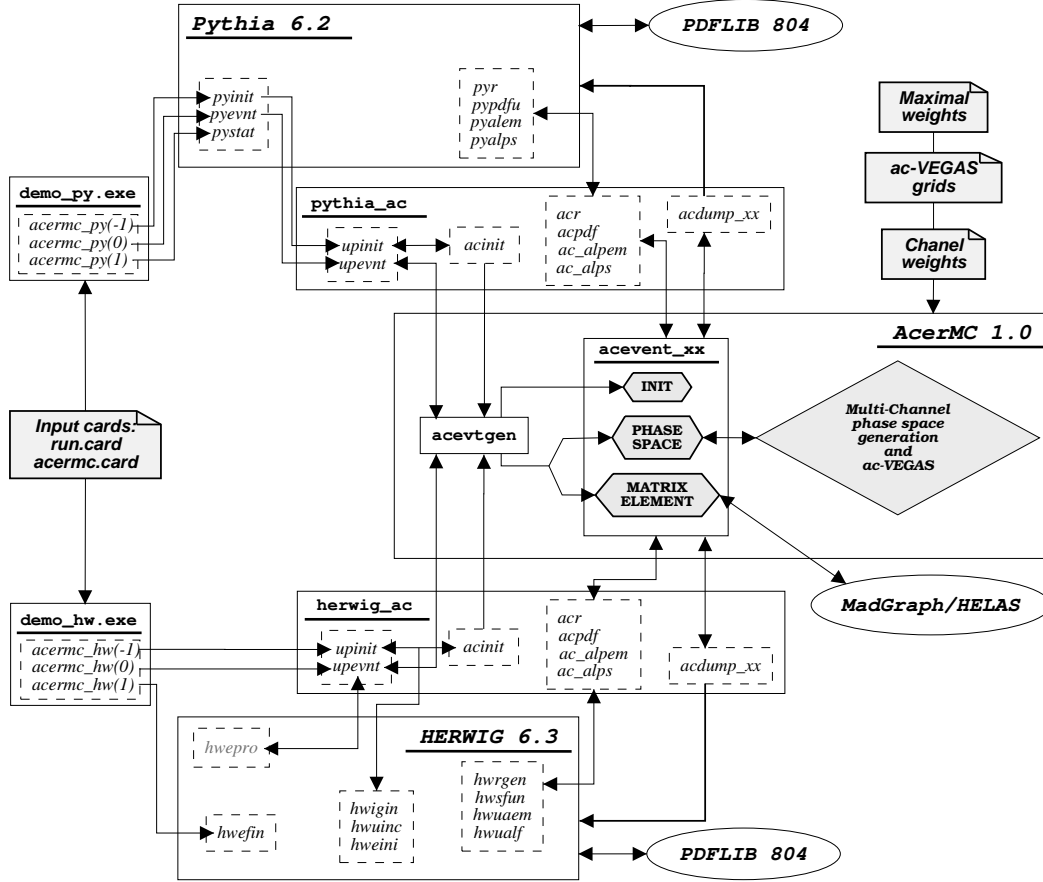 Pythia 6.2
PDFLIB 804
pyinit
pyevnt
pystat
pyr
pypdfu
pyalem
pyalps
Maximal
weights
ac-VEGAS
grids
Chanel
weights
demo_py.exe
acermc_py(-1)
acermc_py(0)
acermc_py(1)
pythia_ac
upinit
upevnt
acinit
acr
acpdf
ac_alpem
ac_alps
acdump_xx
AcerMC 1.0
acevent_xx
INIT
PHASE
SPACE
MATRIX
ELEMENT
acevtgen
Multi-Channel
phase space
generation
and
ac-VEGAS
Input cards:
run.card
acermc.card
MadGraph/HELAS
demo_hw.exe
acermc_hw(-1)
acermc_hw(0)
acermc_hw(1)
herwig_ac
upinit
upevnt
acinit
acr
acpdf
ac_alpem
ac_alps
acdump_xx
HERWIG 6.3
hwepro
hwefin
hwigin
hwuinc
hweini
hwrgen
hwsfun
hwuaem
hwualf
PDFLIB 804